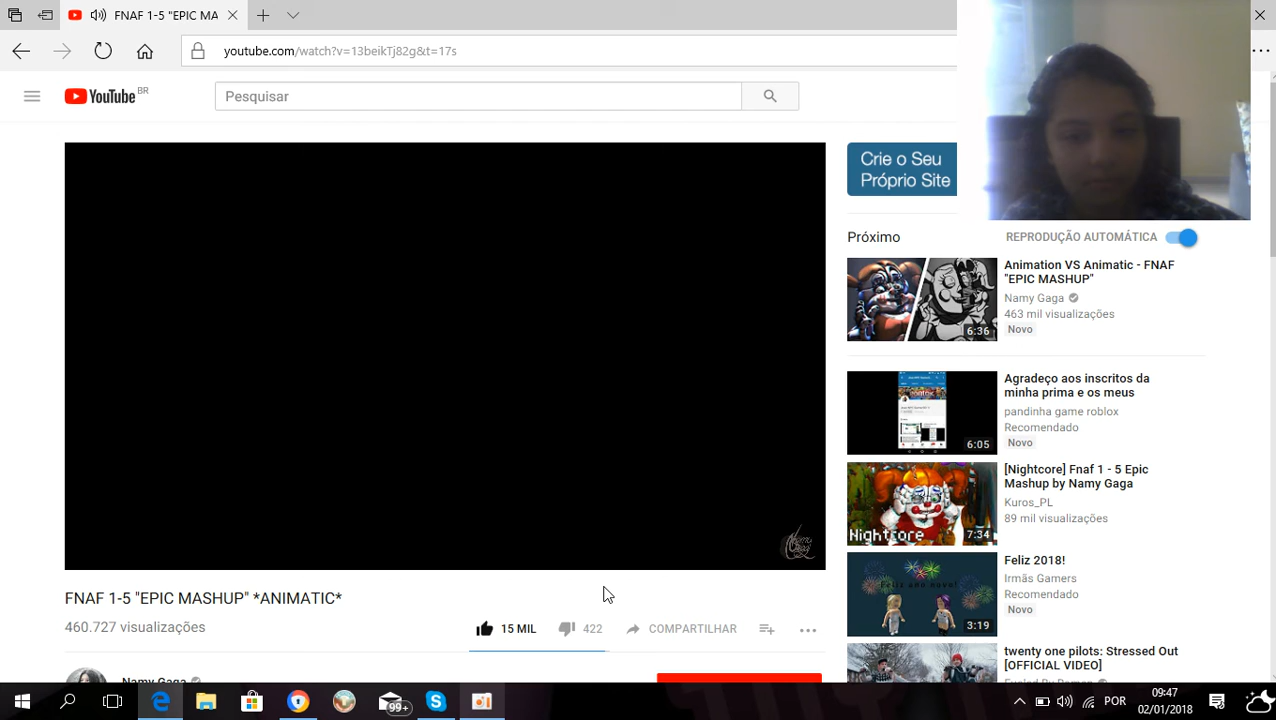 FNAF 1-5 "EPIC MA
youtube.com/watch?v=13beikTj82g&t=17s
YouTube BR
Pesquisar
Crie o Seu
Próprio Site
Próximo
REPRODUÇÃO AUTOMÁTICA
Animation VS Animatic - FNAF
"EPIC MASHUP"
Namy Gaga
463 mil visualizações
Novo
6:36
Agradeço aos inscritos da
minha prima e os meus
pandinha game roblox
Recomendado
Novo
6:05
[Nightcore] Fnaf 1 - 5 Epic
Mashup by Namy Gaga
Kuros_PL
89 mil visualizações
Nightcore
7:34
Feliz 2018!
Irmãs Gamers
Recomendado
Novo
Feliz ano novo!
3:19
twenty one pilots: Stressed Out
[OFFICIAL VIDEO]
FNAF 1-5 "EPIC MASHUP" *ANIMATIC*
460.727 visualizações
15 MIL
422
COMPARTILHAR
Namy Gaga
99+
POR
09:47
02/01/2018